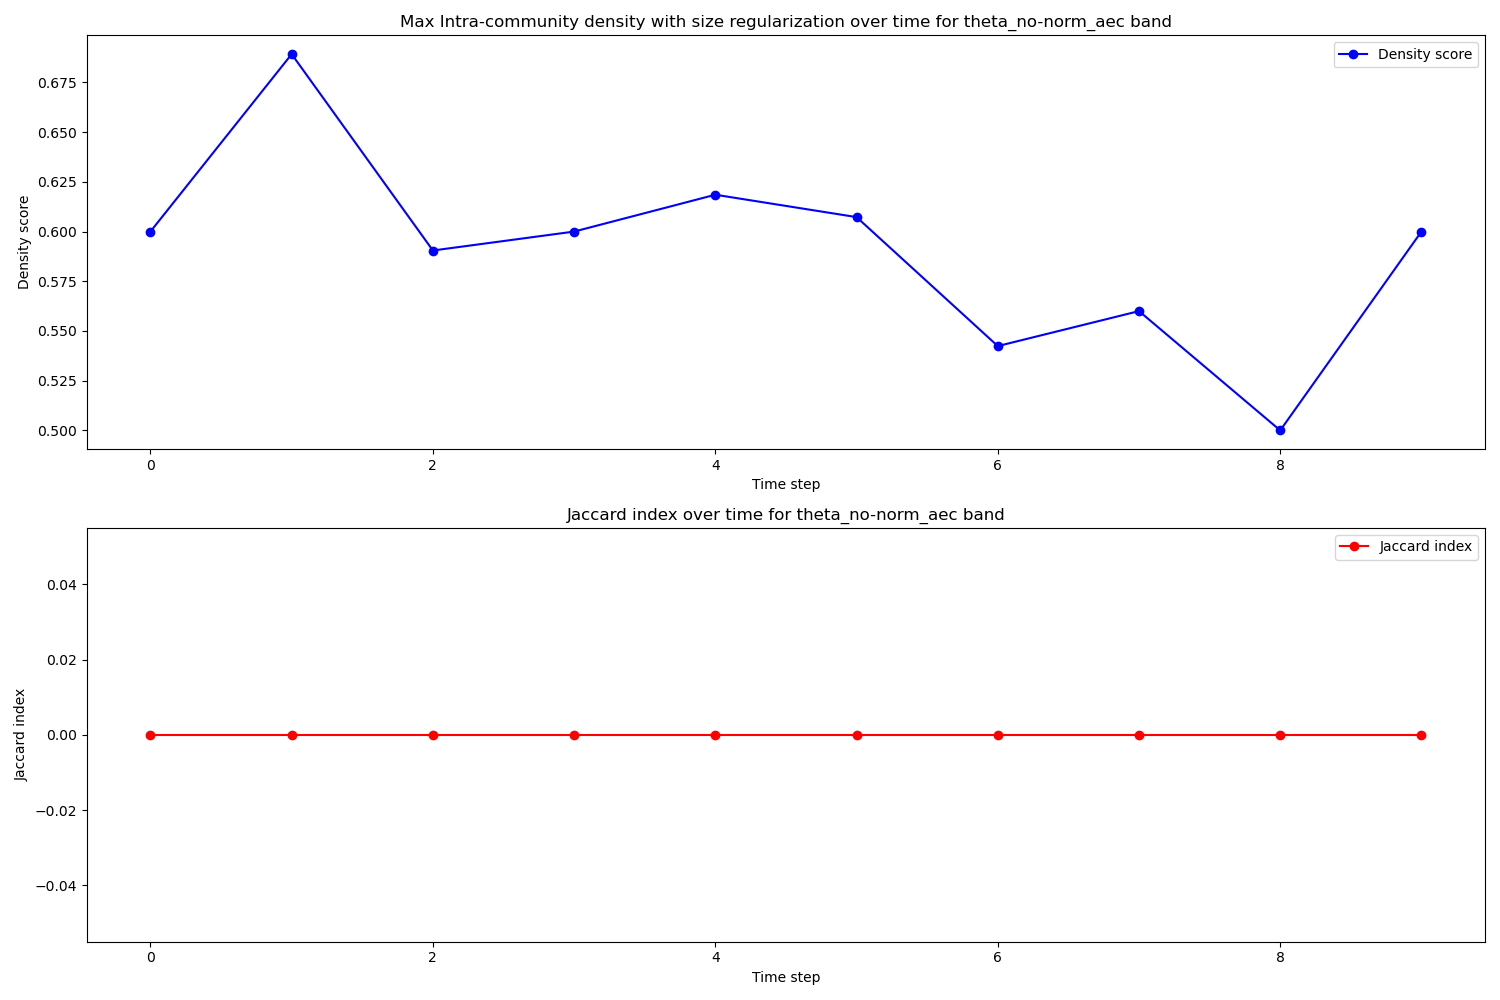 Max Intra-community density with size regularization over time for theta_no-norm_aec band
Density score
0.675
0.650
0.625
0.600
0.575
0.550
0.525
0.500
Density score
0 2 4 6 8
Time step
Jaccard index over time for theta_no-norm_aec band
Jaccard index
0.04
0.02
0.00
−0.02
−0.04
Jaccard index
0 2 4 6 8
Time step